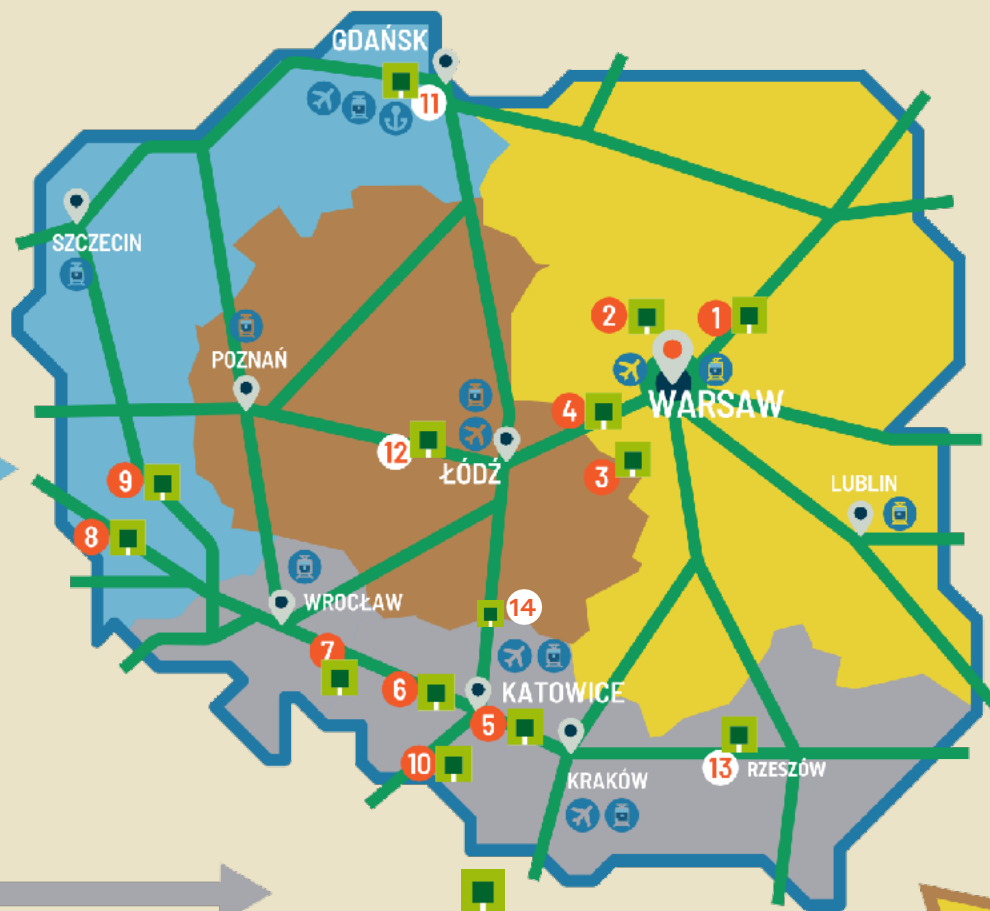 GDAŃSK
11
SZCZECIN
2
1
POZNAŃ
WARSAW
4
12
ŁÓDŹ
3
9
LUBLIN
8
WROCŁAW
14
7
6
KATOWICE
5
10
13
RZESZÓW
KRAKÓW